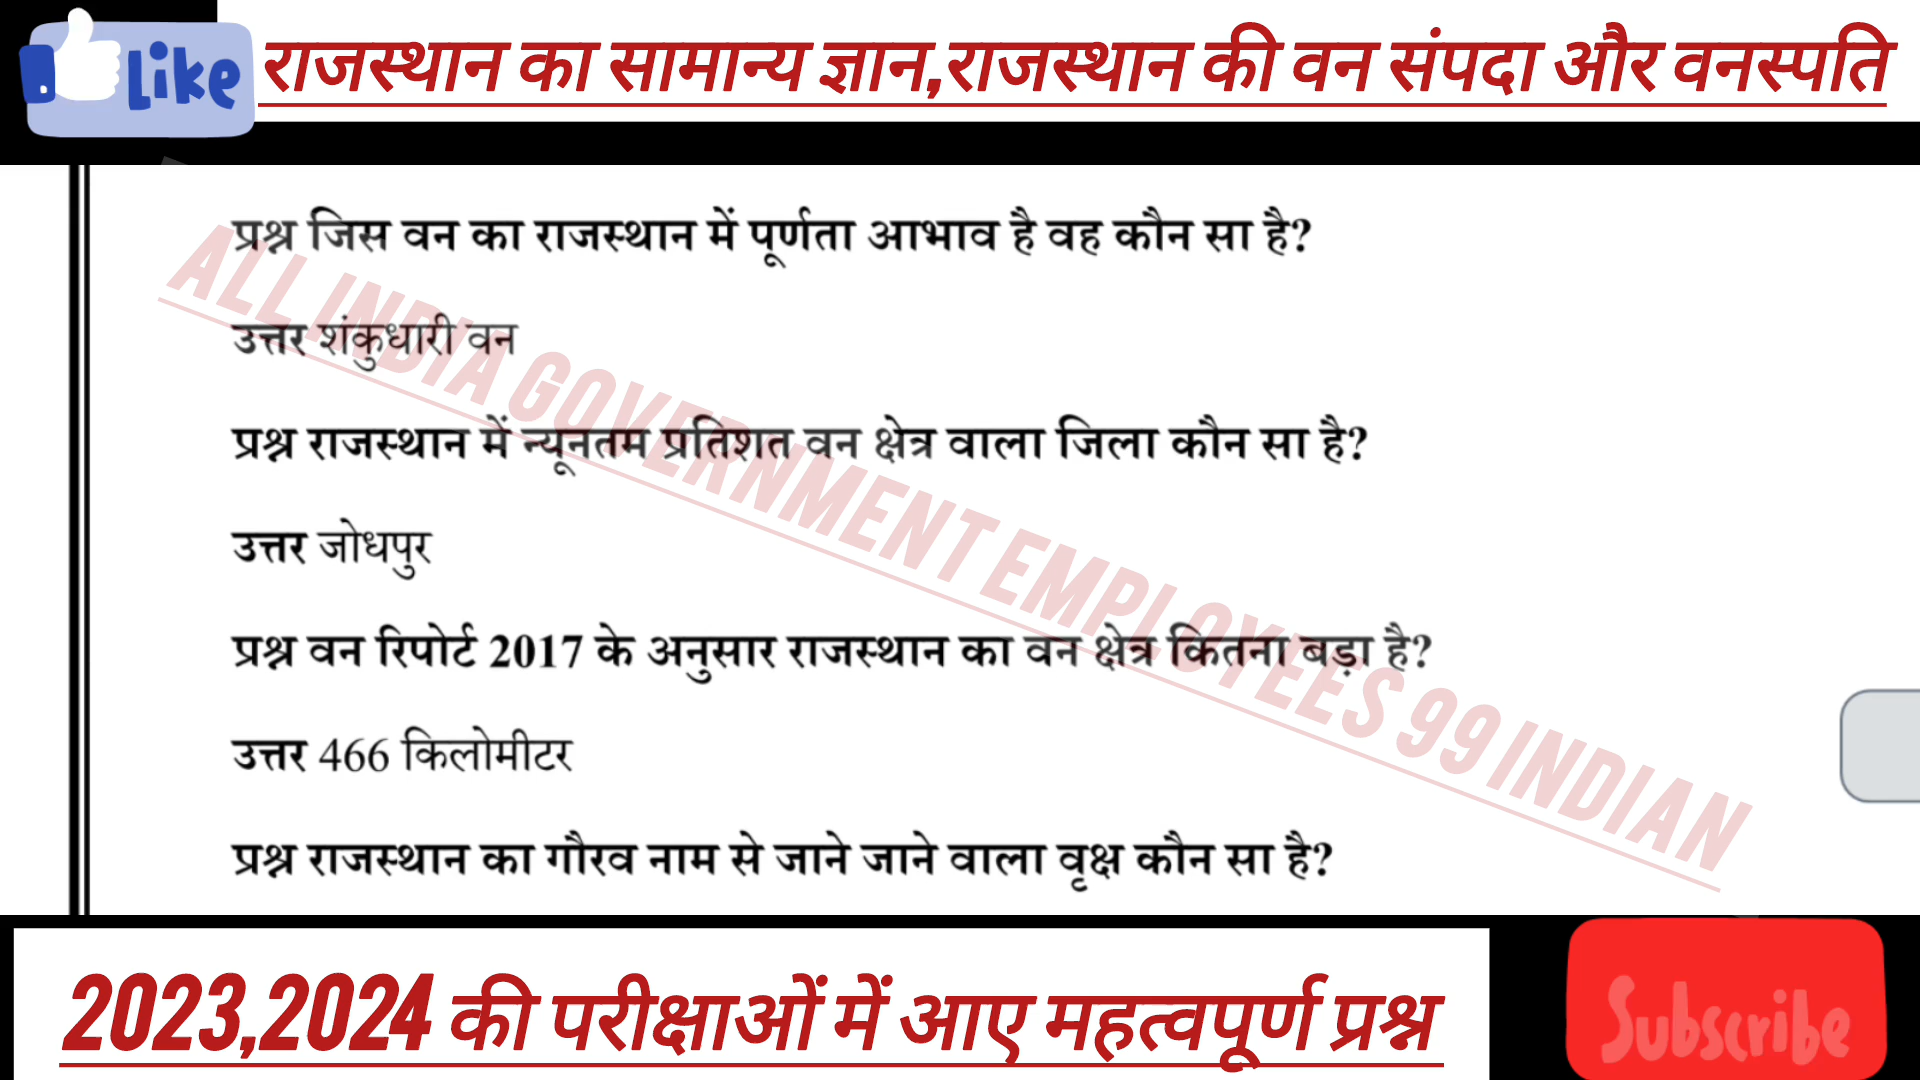 Like
राजस्थान का सामान्य ज्ञान,राजस्थान की वन संपदा और वनस्पति
प्रश्न जिस वन का राजस्थान में पूर्णता आभाव है वह कौन सा है?
उत्तर शंकुधारी वन
प्रश्न राजस्थान में न्यूनतम प्रतिशत वन क्षेत्र वाला जिला कौन सा है?
उत्तर जोधपुर
प्रश्न वन रिपोर्ट 2017 के अनुसार राजस्थान का वन क्षेत्र कितना बड़ा है?
उत्तर 466 किलोमीटर
प्रश्न राजस्थान का गौरव नाम से जाने जाने वाला वृक्ष कौन सा है?
ALL INDIA GOVERNMENT EMPLOYEES 99 INDIAN
2023,2024 की परीक्षाओं में आए महत्वपूर्ण प्रश्न
Subscribe